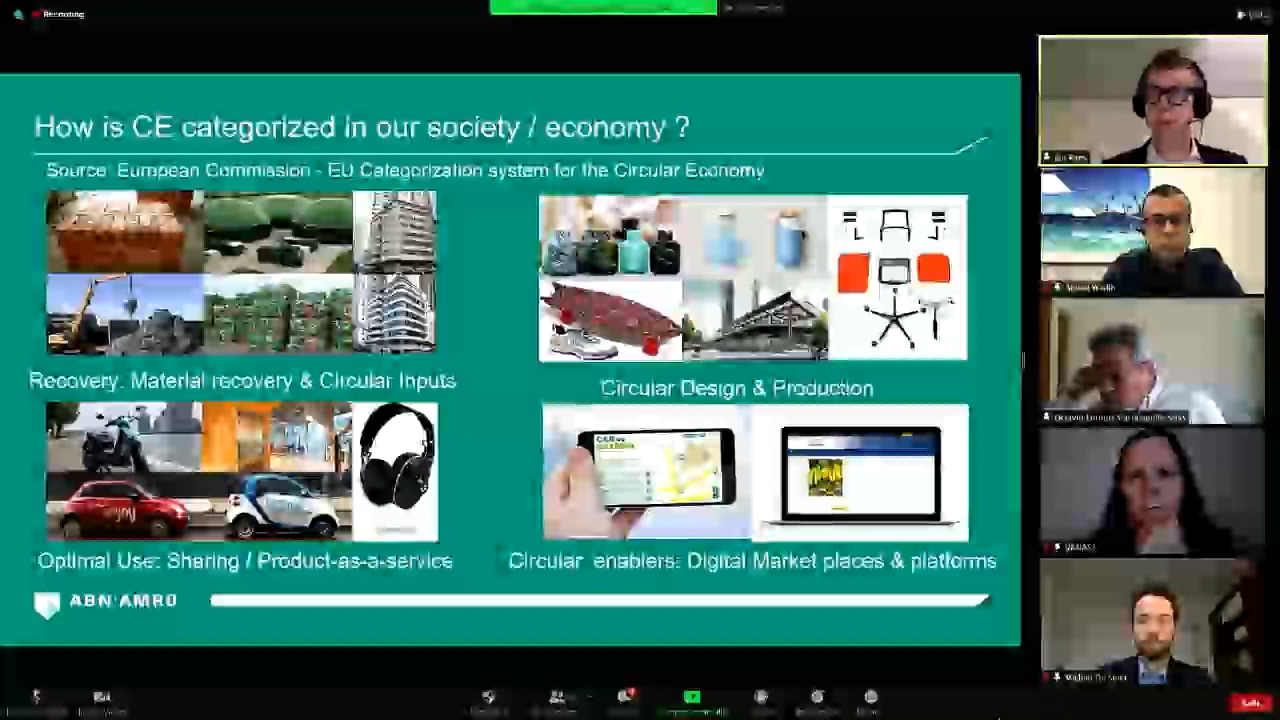 Recording
How is CE categorized in our society / economy ?
Source: European Commission - EU Categorization system for the Circular Economy
Recovery: Material recovery & Circular Inputs
Circular Design & Production
enjoy
Optimal Use: Sharing / Product-as-a-service
Circular enablers: Digital Market places & platforms
ABN·AMRO